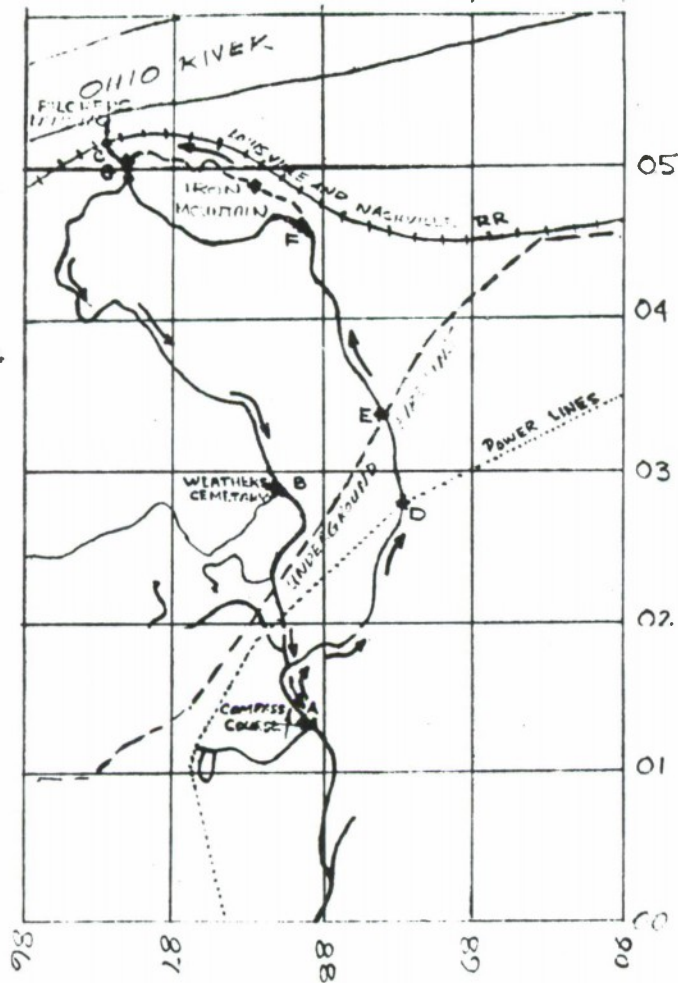 OHIO RIVER
LOUISVILLE AND NASHVILLE RR
05
C
IRON
MOUNTAIN
F
04
E
POWER LINES
03
WEATHERS
CEMETARY
B
D
UNDERGROUND
02
COMPASS
COURSE
A
01
00
86
87
88
89
90